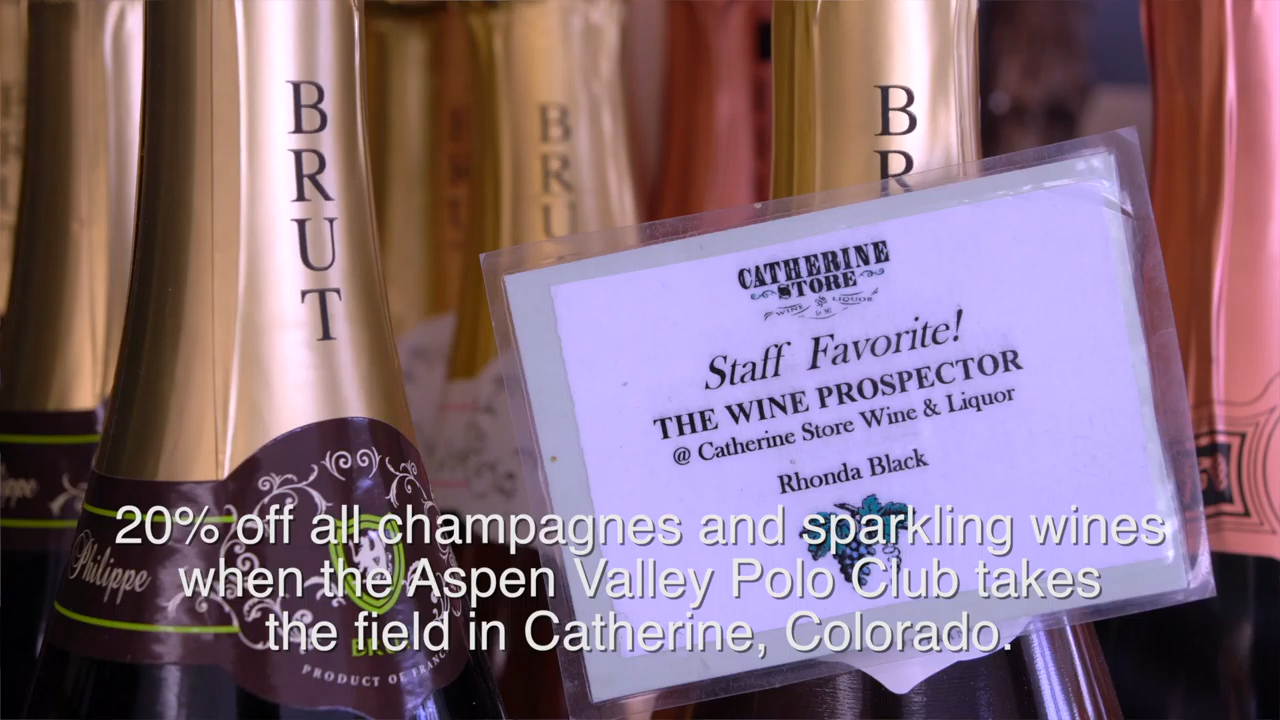 BRUT
BRU
BR
CATHERINE
STORE
WINE LIQUOR
Staff Favorite!
THE WINE PROSPECTOR
@ Catherine Store Wine & Liquor
Rhonda Black
Philippe
20% off all champagnes and sparkling wines
when the Aspen Valley Polo Club takes
the field in Catherine, Colorado.
PRODUCT OF FRANC